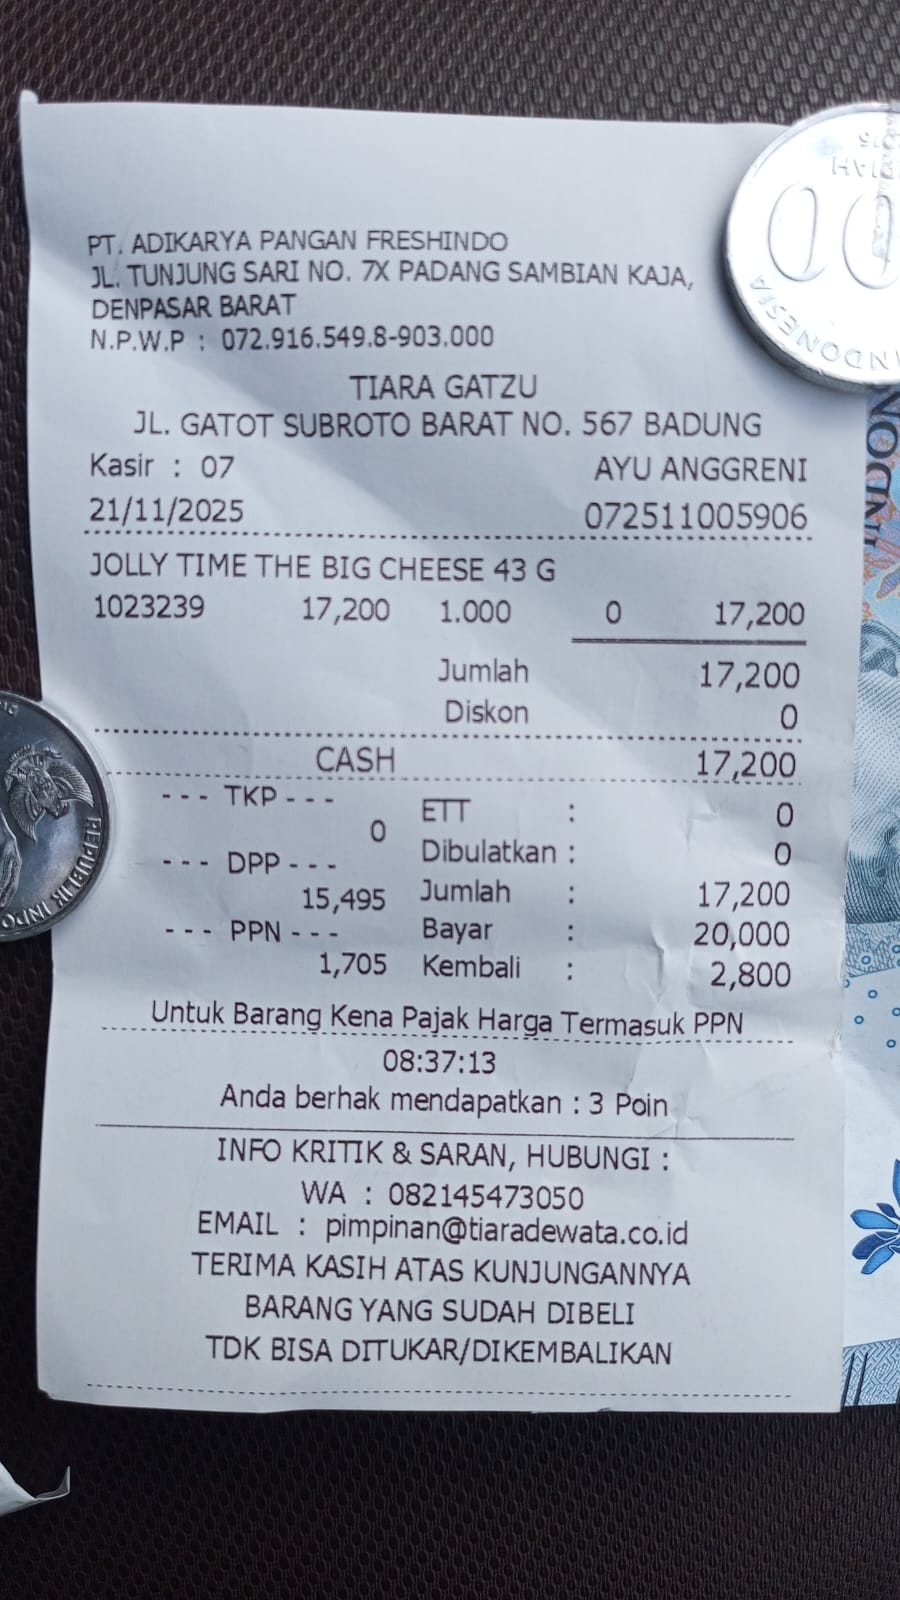 PT. ADIKARYA PANGAN FRESHINDO
JL. TUNJUNG SARI NO. 7X PADANG SAMBIAN KAJA,
DENPASAR BARAT
N.P.W.P : 072.916.549.8-903.000
TIARA GATZU
JL. GATOT SUBROTO BARAT NO. 567 BADUNG
Kasir : 07 AYU ANGGRENI
21/11/2025 072511005906
JOLLY TIME THE BIG CHEESE 43 G
1023239 17,200 1.000 0 17,200
Jumlah 17,200
Diskon 0
CASH 17,200
--- TKP --- ETT : 0
0 Dibulatkan : 0
--- DPP ---
15,495 Jumlah : 17,200
--- PPN --- Bayar : 20,000
1,705 Kembali : 2,800
Untuk Barang Kena Pajak Harga Termasuk PPN
08:37:13
Anda berhak mendapatkan : 3 Poin
INFO KRITIK & SARAN, HUBUNGI :
WA : 082145473050
EMAIL : pimpinan@tiaradewata.co.id
TERIMA KASIH ATAS KUNJUNGANNYA
BARANG YANG SUDAH DIBELI
TDK BISA DITUKAR/DIKEMBALIKAN
00
INDONESIA
REPUBLIK INDO
INDON